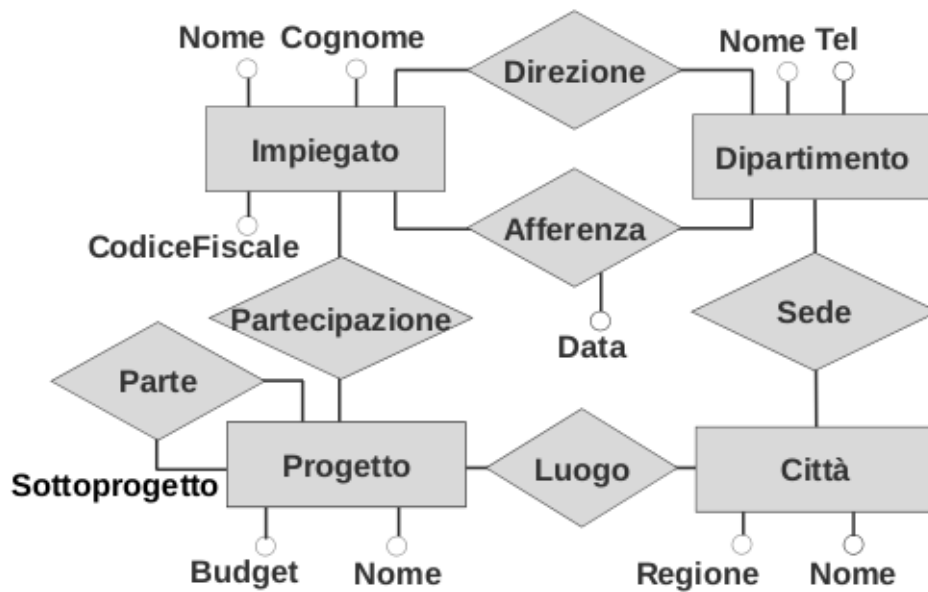 Nome Cognome
Direzione
Nome Tel
Impiegato
Dipartimento
CodiceFiscale
Afferenza
Data
Partecipazione
Sede
Parte
Sottoprogetto
Progetto
Luogo
Città
Budget
Nome
Regione
Nome